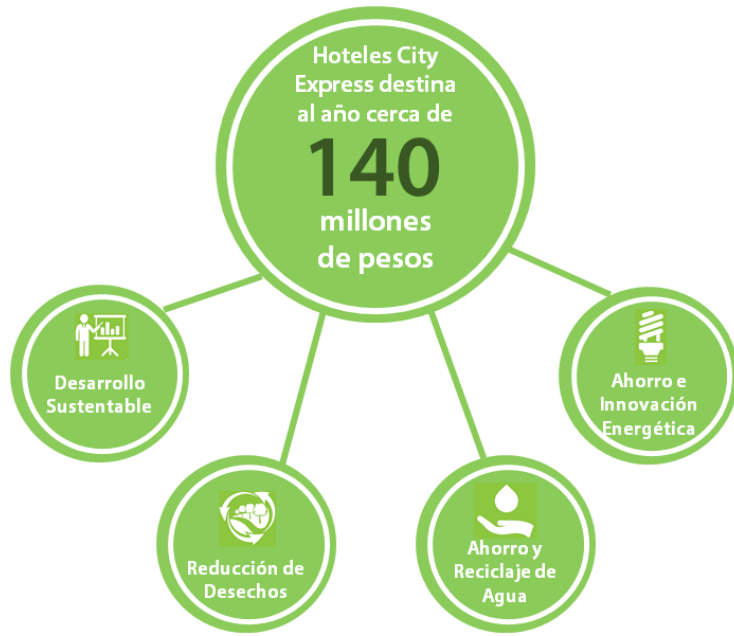 Hoteles City
Express destina
al año cerca de
140
millones
de pesos
Desarrollo
Sustentable
Ahorro e
Innovación
Energética
Reducción de
Desechos
Ahorro y
Reciclaje de
Agua